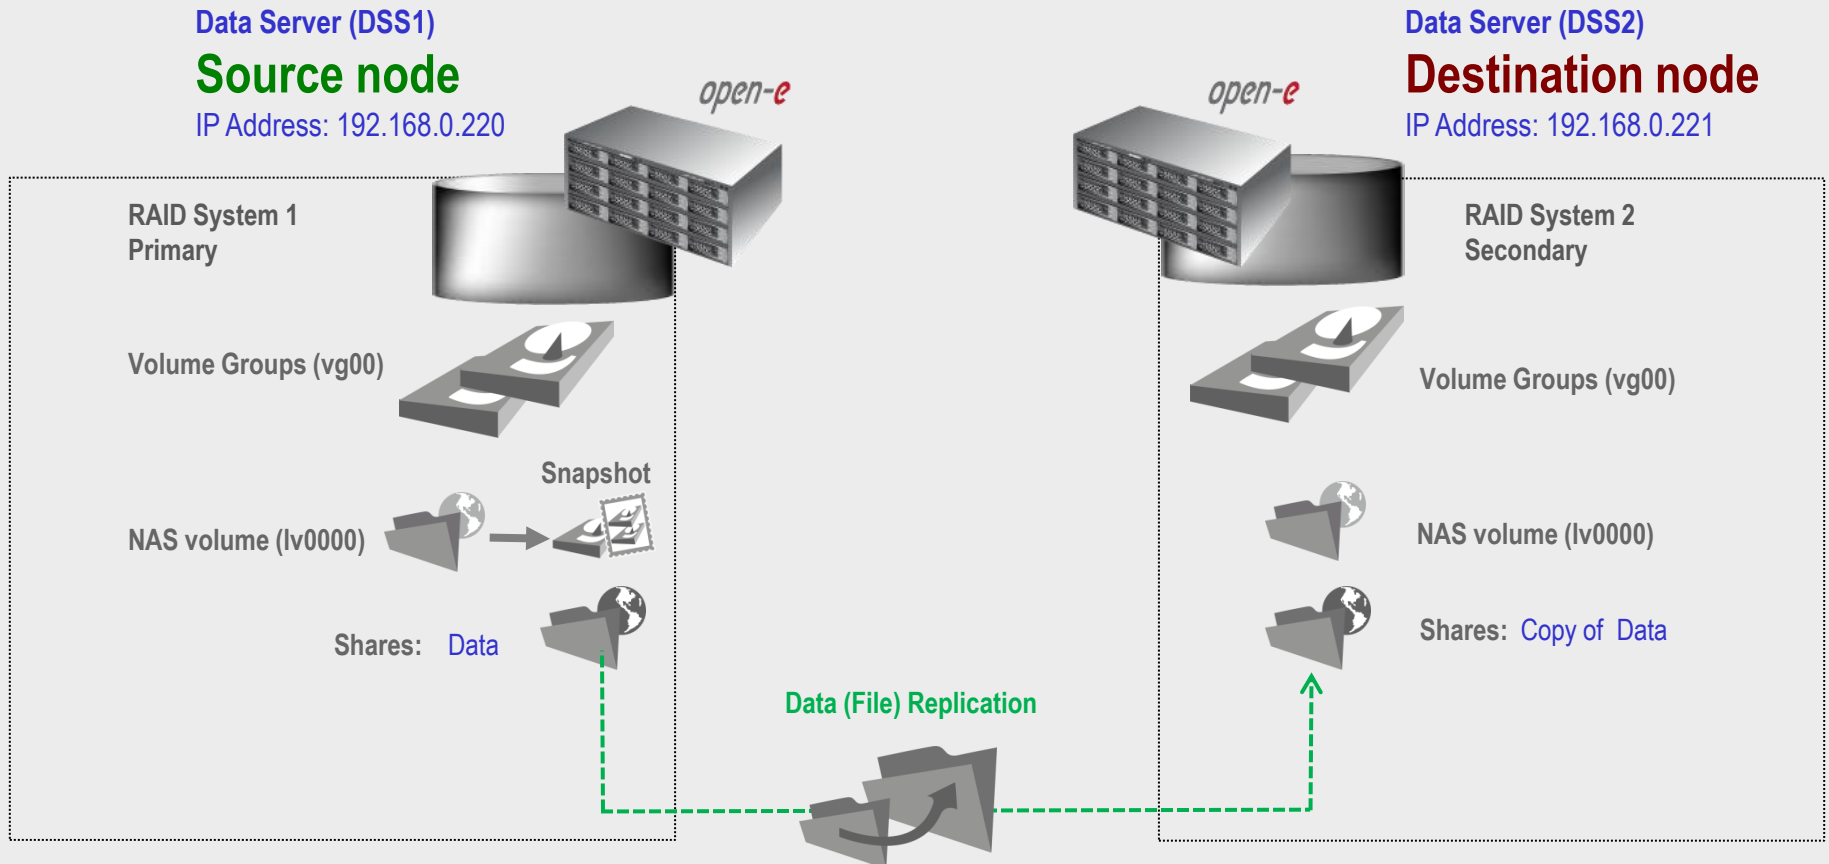 Data Server (DSS1)
Source node
IP Address: 192.168.0.220
open-e
RAID System 1
Primary
Volume Groups (vg00)
Snapshot
NAS volume (lv0000)
Shares: Data
Data (File) Replication
Data Server (DSS2)
Destination node
IP Address: 192.168.0.221
open-e
RAID System 2
Secondary
Volume Groups (vg00)
NAS volume (lv0000)
Shares: Copy of Data